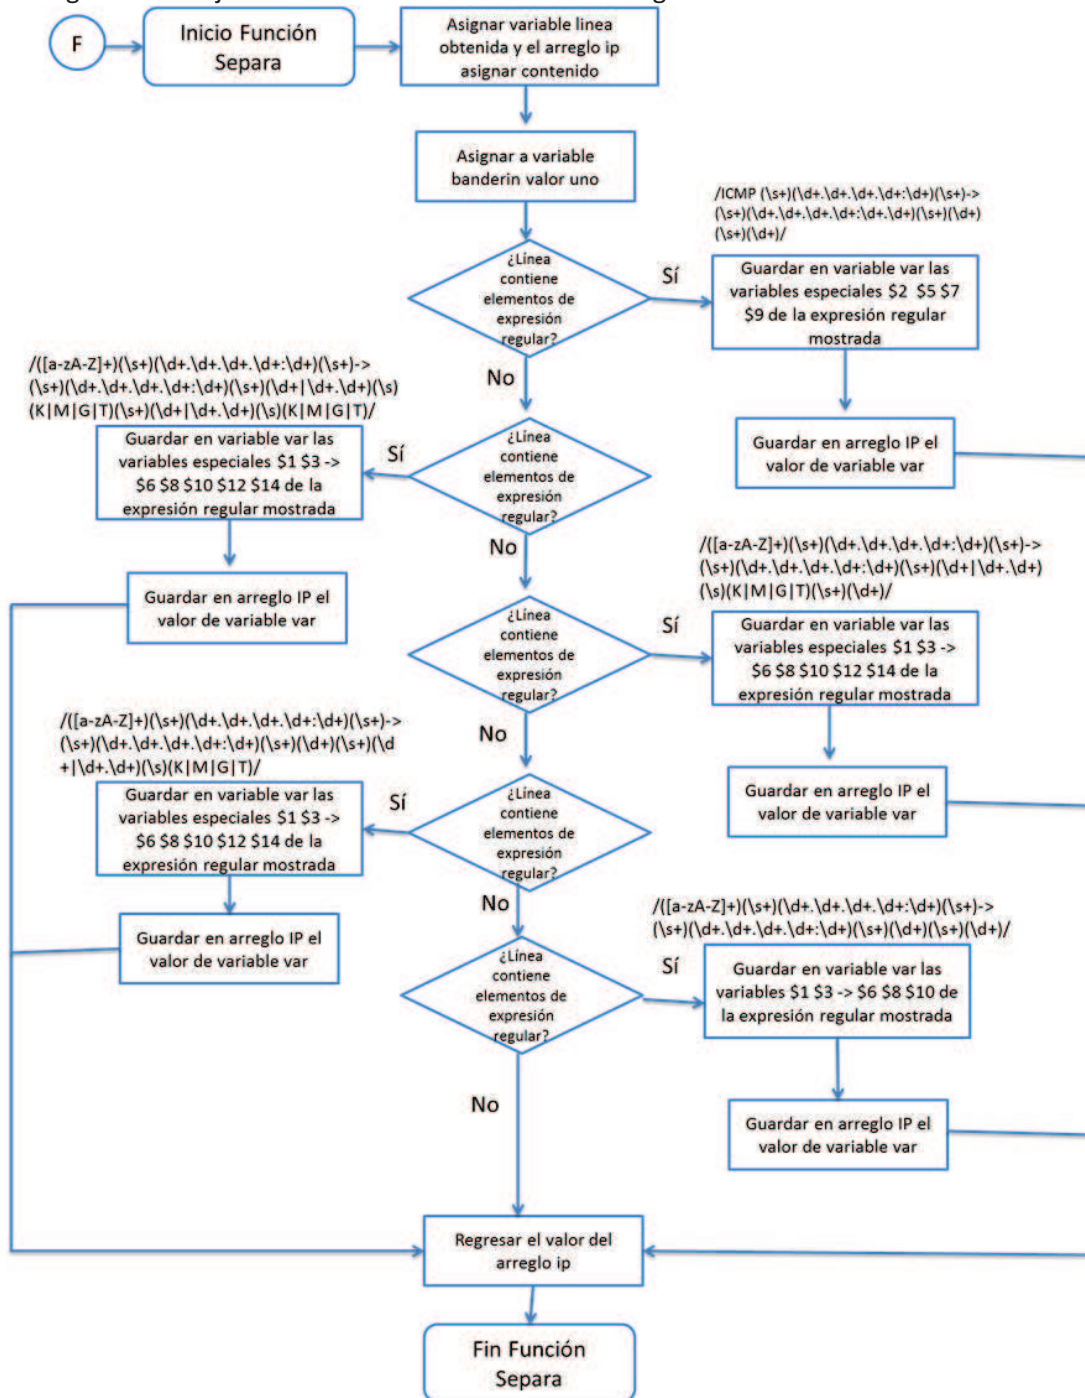 F
Inicio Función
Separa
Asignar variable linea
obtenida y el arreglo ip
asignar contenido
Asignar a variable
banderin valor uno
/ICMP (\s+)(\d+.\d+.\d+.\d+:\d+)(\s+)->
(\s+)(\d+.\d+.\d+.\d+:\d+.\d+)(\s+)(\d+)
(\s+)(\d+)/
¿Línea
contiene
elementos de
expresión
regular?
Sí
Guardar en variable var las
variables especiales $2 $5 $7
$9 de la expresión regular
mostrada
No
Guardar en arreglo IP el
valor de variable var
/([a-zA-Z]+)(\s+)(\d+.\d+.\d+.\d+:\d+)(\s+)->
(\s+)(\d+.\d+.\d+.\d+:\d+)(\s+)(\d+|\d+.\d+)(\s)
(K|M|G|T)(\s+)(\d+|\d+.\d+)(\s)(K|M|G|T)/
¿Línea
contiene
elementos de
expresión
regular?
Sí
Guardar en variable var las
variables especiales $1 $3 ->
$6 $8 $10 $12 $14 de la
expresión regular mostrada
No
Guardar en arreglo IP el
valor de variable var
/([a-zA-Z]+)(\s+)(\d+.\d+.\d+.\d+:\d+)(\s+)->
(\s+)(\d+.\d+.\d+.\d+:\d+)(\s+)(\d+|\d+.\d+)
(\s)(K|M|G|T)(\s+)(\d+)/
¿Línea
contiene
elementos de
expresión
regular?
Sí
Guardar en variable var las
variables especiales $1 $3 ->
$6 $8 $10 $12 $14 de la
expresión regular mostrada
No
Guardar en arreglo IP el
valor de variable var
/([a-zA-Z]+)(\s+)(\d+.\d+.\d+.\d+:\d+)(\s+)->
(\s+)(\d+.\d+.\d+.\d+:\d+)(\s+)(\d+)(\s+)(\d
+|\d+.\d+)(\s)(K|M|G|T)/
¿Línea
contiene
elementos de
expresión
regular?
Sí
Guardar en variable var las
variables especiales $1 $3 ->
$6 $8 $10 $12 $14 de la
expresión regular mostrada
No
Guardar en arreglo IP el
valor de variable var
/([a-zA-Z]+)(\s+)(\d+.\d+.\d+.\d+:\d+)(\s+)->
(\s+)(\d+.\d+.\d+.\d+:\d+)(\s+)(\d+)(\s+)(\d+)/
¿Línea
contiene
elementos de
expresión
regular?
Sí
Guardar en variable var las
variables $1 $3 -> $6 $8 $10 de
la expresión regular mostrada
No
Guardar en arreglo IP el
valor de variable var
Regresar el valor del
arreglo ip
Fin Función
Separa